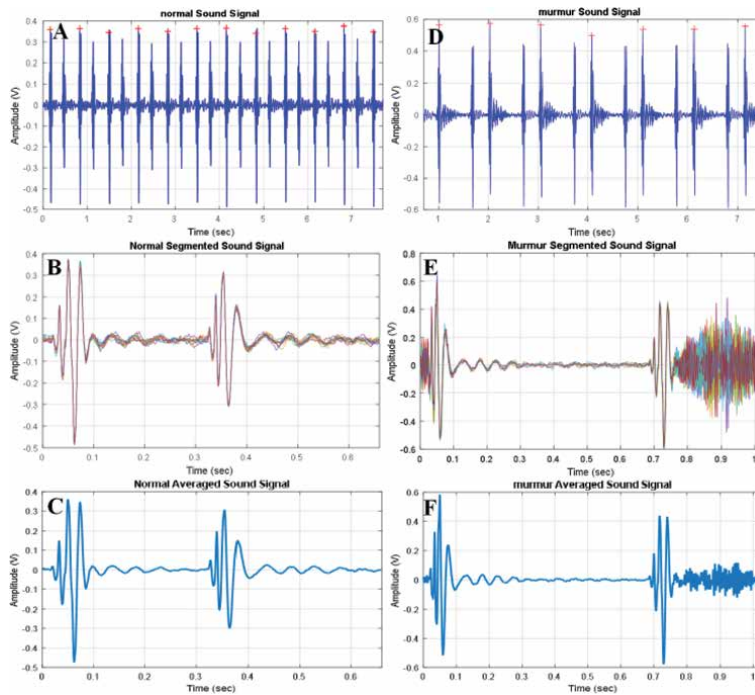 A
normal Sound Signal
Amplitude (V)
0.4
0.3
0.2
0.1
0
-0.1
-0.2
-0.3
-0.4
-0.5
0 1 2 3 4 5 6 7
Time (sec)
D
murmur Sound Signal
Amplitude (V)
0.6
0.4
0.2
0
-0.2
-0.4
-0.6
1 2 3 4 5 6 7
Time (sec)
B
Normal Segmented Sound Signal
Amplitude (V)
0.4
0.3
0.2
0.1
0
-0.1
-0.2
-0.3
-0.4
-0.5
0 0.1 0.2 0.3 0.4 0.5 0.6
Time (sec)
E
Murmur Segmented Sound Signal
Amplitude (V)
0.8
0.6
0.4
0.2
0
-0.2
-0.4
-0.6
0 0.1 0.2 0.3 0.4 0.5 0.6 0.7 0.8 0.9 1
Time (sec)
C
Normal Averaged Sound Signal
Amplitude (V)
0.4
0.3
0.2
0.1
0
-0.1
-0.2
-0.3
-0.4
-0.5
0 0.1 0.2 0.3 0.4 0.5 0.6
Time (sec)
F
murmur Averaged Sound Signal
Amplitude (V)
0.6
0.4
0.2
0
-0.2
-0.4
-0.6
0 0.1 0.2 0.3 0.4 0.5 0.6 0.7 0.8 0.9 1
Time (sec)